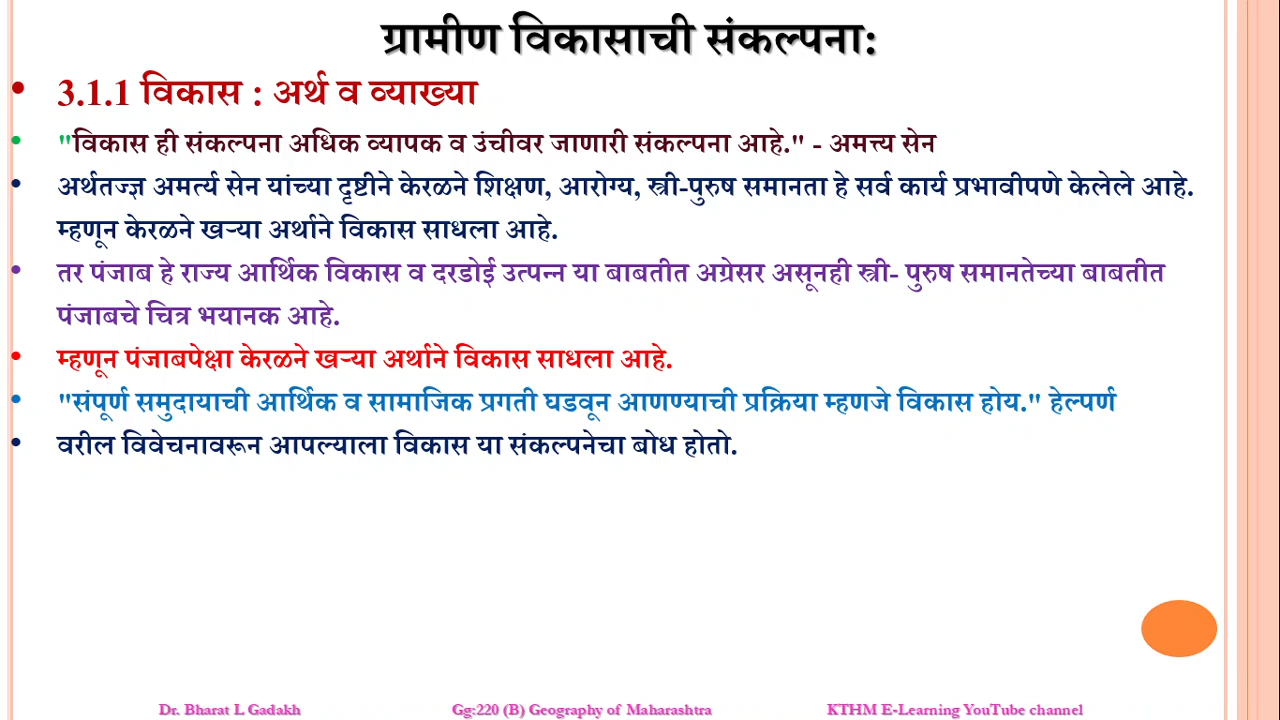 ग्रामीण विकासाची संकल्पना:
• 3.1.1 विकास : अर्थ व व्याख्या
• "विकास ही संकल्पना अधिक व्यापक व उंचीवर जाणारी संकल्पना आहे." - अमत्त्य सेन
• अर्थतज्ज्ञ अमर्त्य सेन यांच्या दृष्टीने केरळने शिक्षण, आरोग्य, स्त्री-पुरुष समानता हे सर्व कार्य प्रभावीपणे केलेले आहे.
म्हणून केरळने खऱ्या अर्थाने विकास साधला आहे.
• तर पंजाब हे राज्य आर्थिक विकास व दरडोई उत्पन्न या बाबतीत अग्रेसर असूनही स्त्री- पुरुष समानतेच्या बाबतीत
पंजाबचे चित्र भयानक आहे.
• म्हणून पंजाबपेक्षा केरळने खऱ्या अर्थाने विकास साधला आहे.
• "संपूर्ण समुदायाची आर्थिक व सामाजिक प्रगती घडवून आणण्याची प्रक्रिया म्हणजे विकास होय." हेल्पर्ण
• वरील विवेचनावरून आपल्याला विकास या संकल्पनेचा बोध होतो.
Dr. Bharat L Gadakh Gg:220 (B) Geography of Maharashtra KTHM E-Learning YouTube channel